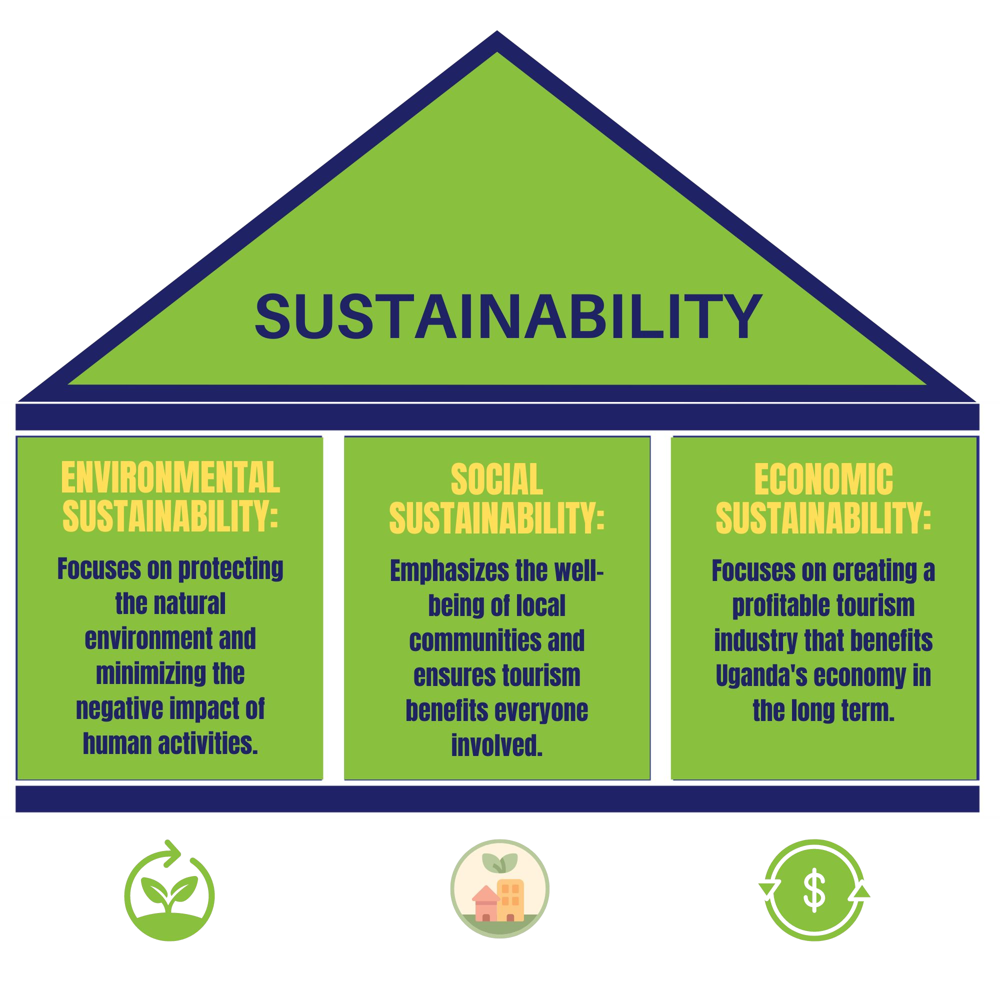 SUSTAINABILITY
ENVIRONMENTAL
SUSTAINABILITY:
Focuses on protecting
the natural
environment and
minimizing the
negative impact of
human activities.
SOCIAL
SUSTAINABILITY:
Emphasizes the well-
being of local
communities and
ensures tourism
benefits everyone
involved.
ECONOMIC
SUSTAINABILITY:
Focuses on creating a
profitable tourism
industry that benefits
Uganda's economy in
the long term.
$